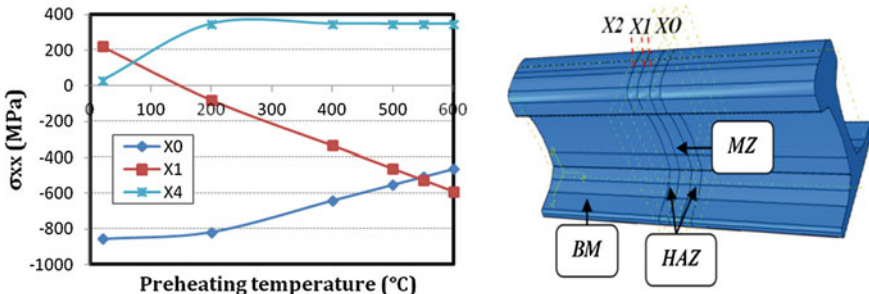 400
200
0
-200
-400
-600
-800
-1000
0 100 200 300 400 500 600
σxx (MPa)
Preheating temperature (°C)
X0
X1
X4
X2 X1 XO
MZ
BM
HAZ